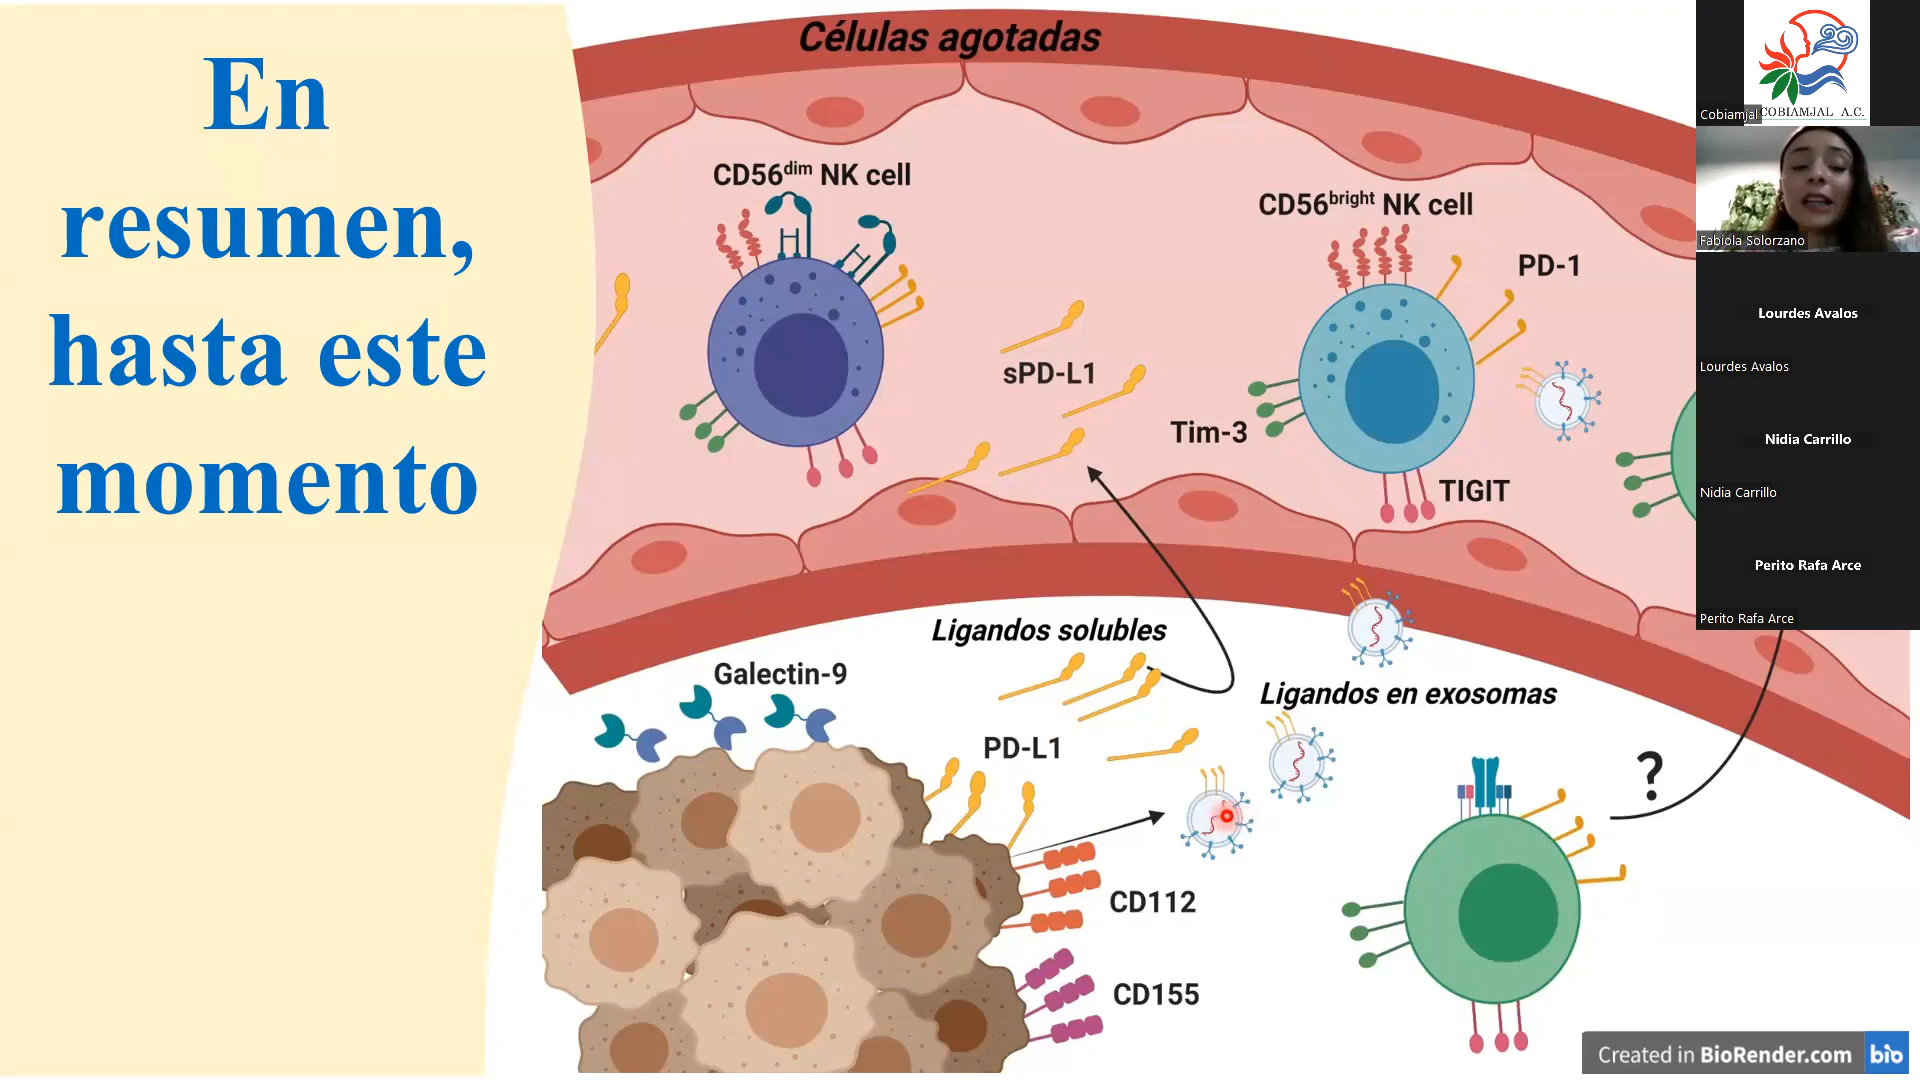 En
resumen,
hasta este
momento
Células agotadas
CD56dim NK cell
CD56bright NK cell
PD-1
sPD-L1
Tim-3
TIGIT
Ligandos solubles
Galectin-9
Ligandos en exosomas
PD-L1
?
CD112
CD155
Created in BioRender.com bio
COBIAMJAL A.C.
Cobiamjal
Fabiola Solorzano
Lourdes Avalos
Lourdes Avalos
Nidia Carrillo
Nidia Carrillo
Perito Rafa Arce
Perito Rafa Arce